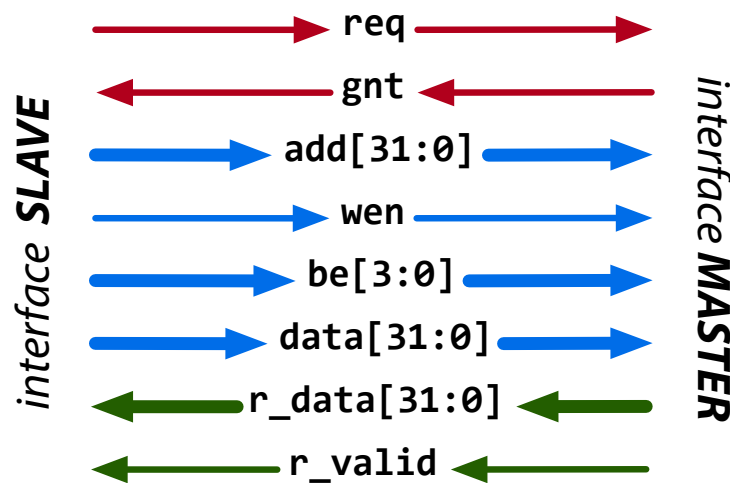 req
gnt
add[31:0]
wen
be[3:0]
data[31:0]
r_data[31:0]
r_valid
interface SLAVE
interface MASTER